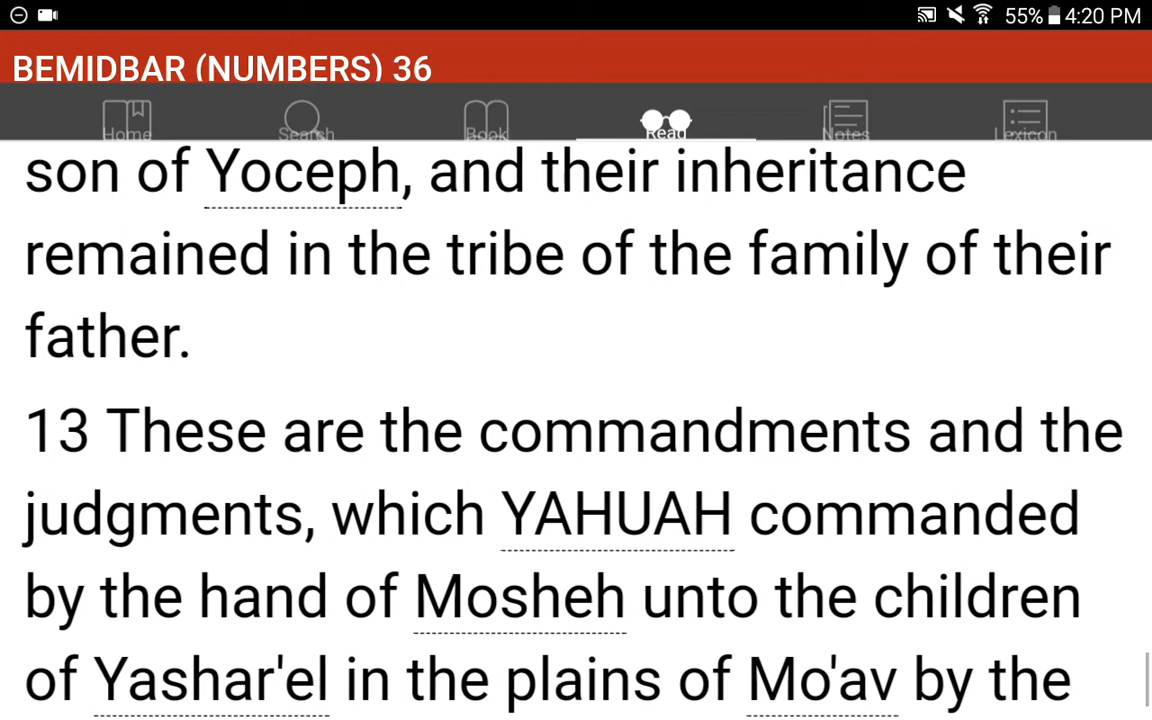 55% 4:20 PM
BEMIDBAR (NUMBERS) 36
Home Search Book Read Notes Lexicon
son of Yoceph, and their inheritance
remained in the tribe of the family of their
father.
13 These are the commandments and the
judgments, which YAHUAH commanded
by the hand of Mosheh unto the children
of Yashar'el in the plains of Mo'av by the